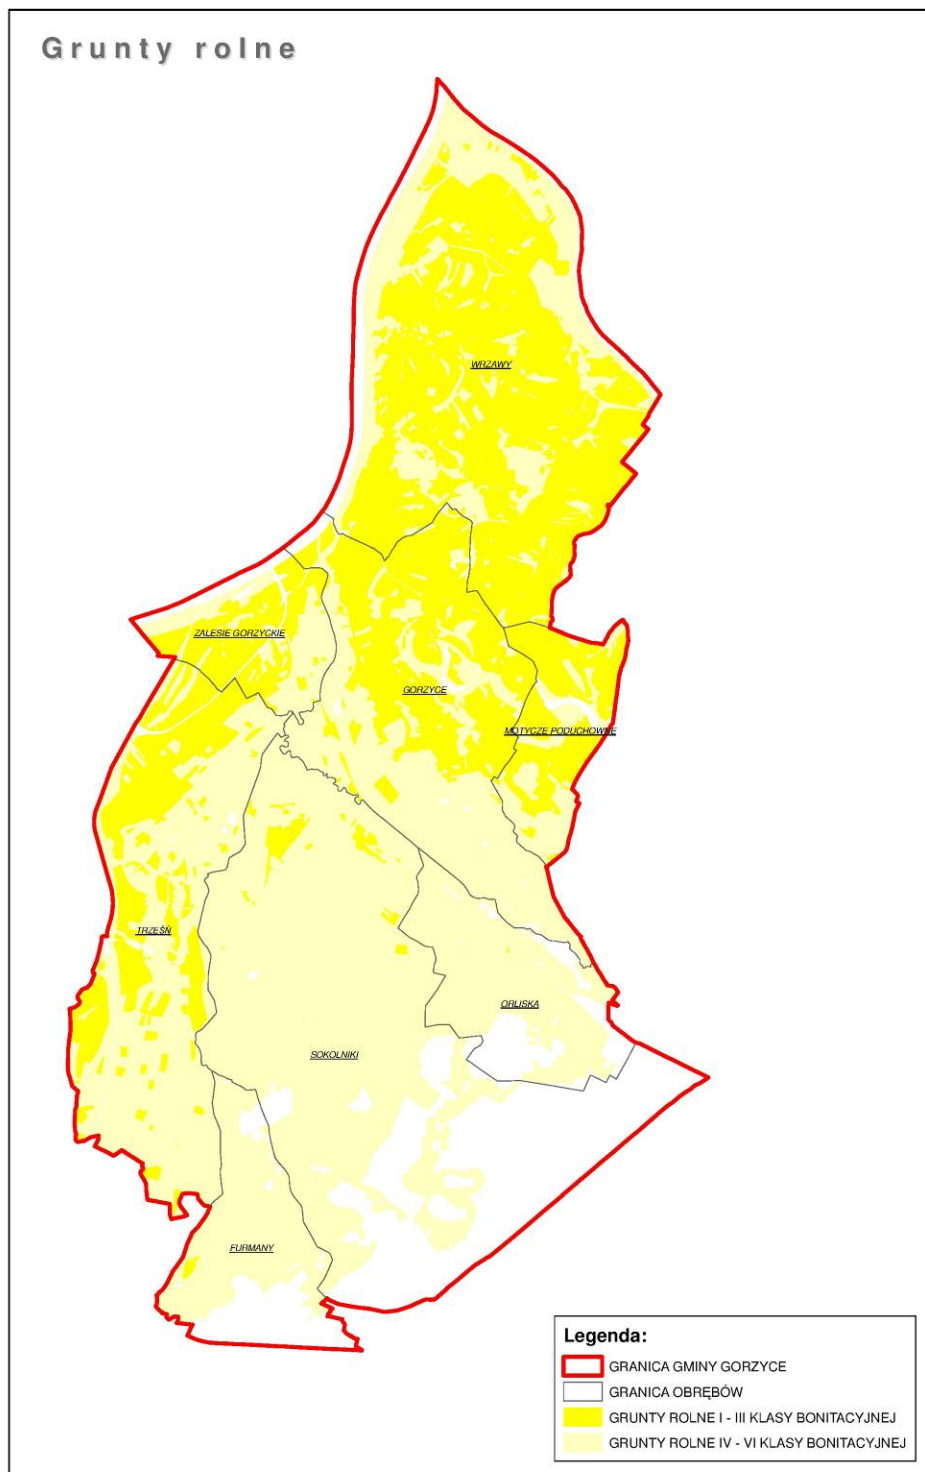 Grunty rolne
WRZAWY
ZALESIE GORZYCKIE
GORZYCE
MOTYCZE PODUCHOWNE
TRZEŚŃ
ORLISKA
SOKOLNIKI
FURMANY
Legenda:
GRANICA GMINY GORZYCE
GRANICA OBRĘBÓW
GRUNTY ROLNE I - III KLASY BONITACYJNEJ
GRUNTY ROLNE IV - VI KLASY BONITACYJNEJ